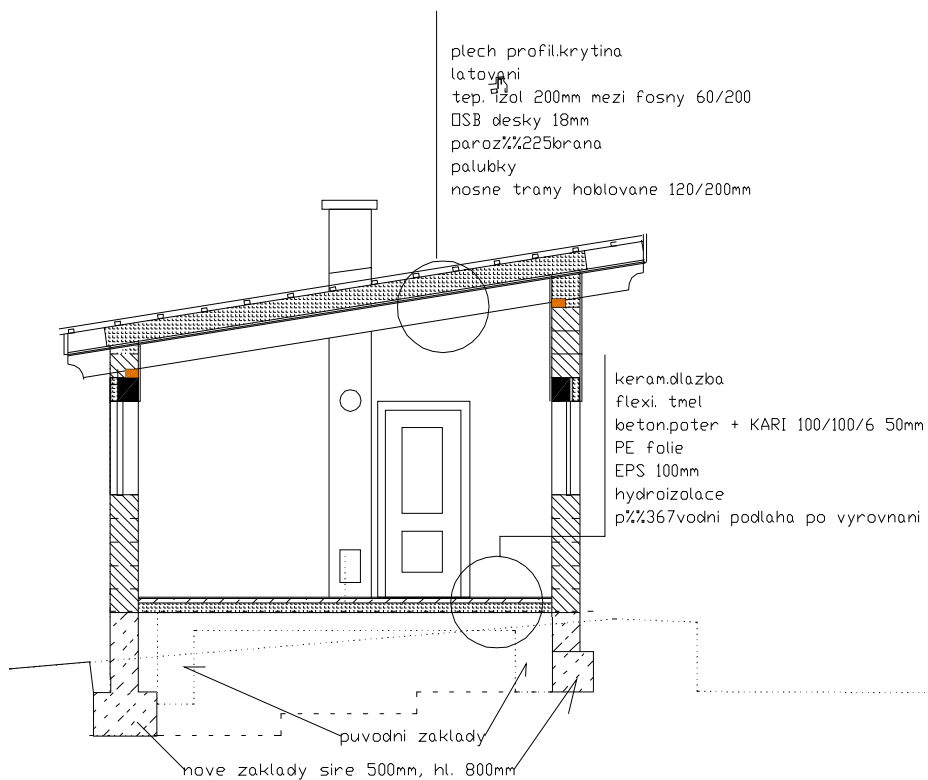 plech profil.krytina
latovani
tep. izol 200mm mezi fosny 60/200
OSB desky 18mm
paroz%%225brana
palubky
nosne tramy hoblovane 120/200mm
keram.dlazba
flexi. tmel
beton.poter + KARI 100/100/6 50mm
PE folie
EPS 100mm
hydroizolace
p%%367vodni podlaha po vyrovnani
puvodni zaklady
nove zaklady sire 500mm, hl. 800mm